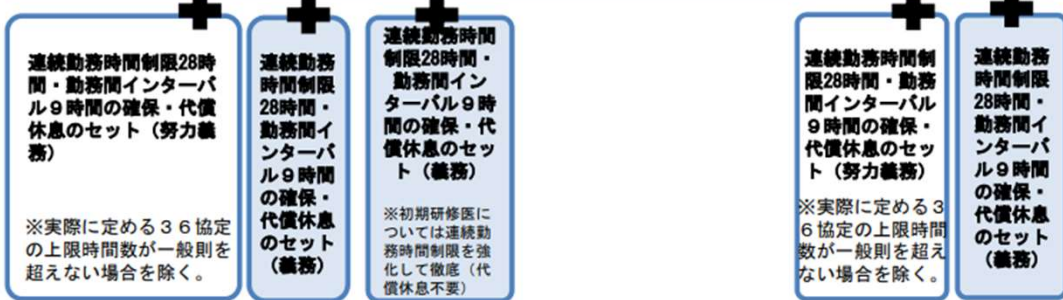 連続勤務時間制限28時
間・勤務間インターバ
ル９時間の確保・代償
休息のセット（努力義
務）
※実際に定める３６協定
の上限時間数が一般則を
超えない場合を除く。
連続勤務
時間制限
28時間・
勤務間イ
ンターバ
ル９時間
の確保・
代償休息
のセット
（義務）
連続勤務時間
制限28時間・
勤務間イン
ターバル９時
間の確保・代
償休息のセッ
ト（義務）
※初期研修医に
ついては連続勤
務時間制限を強
化して徹底（代
償休息不要）
連続勤務時間制
限28時間・勤務
間インターバル
９時間の確保・
代償休息のセッ
ト（努力義務）
※実際に定める３
６協定の上限時間
数が一般則を超え
ない場合を除く。
連続勤務
時間制限
28時間・
勤務間イ
ンターバ
ル９時間
の確保・
代償休息
のセット
（義務）